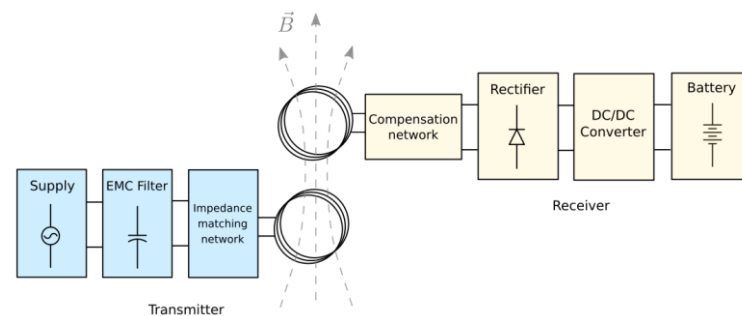 B
Rectifier
Battery
Compensation
network
DC/DC
Converter
Supply
EMC Filter
Impedance
matching
network
Receiver
Transmitter